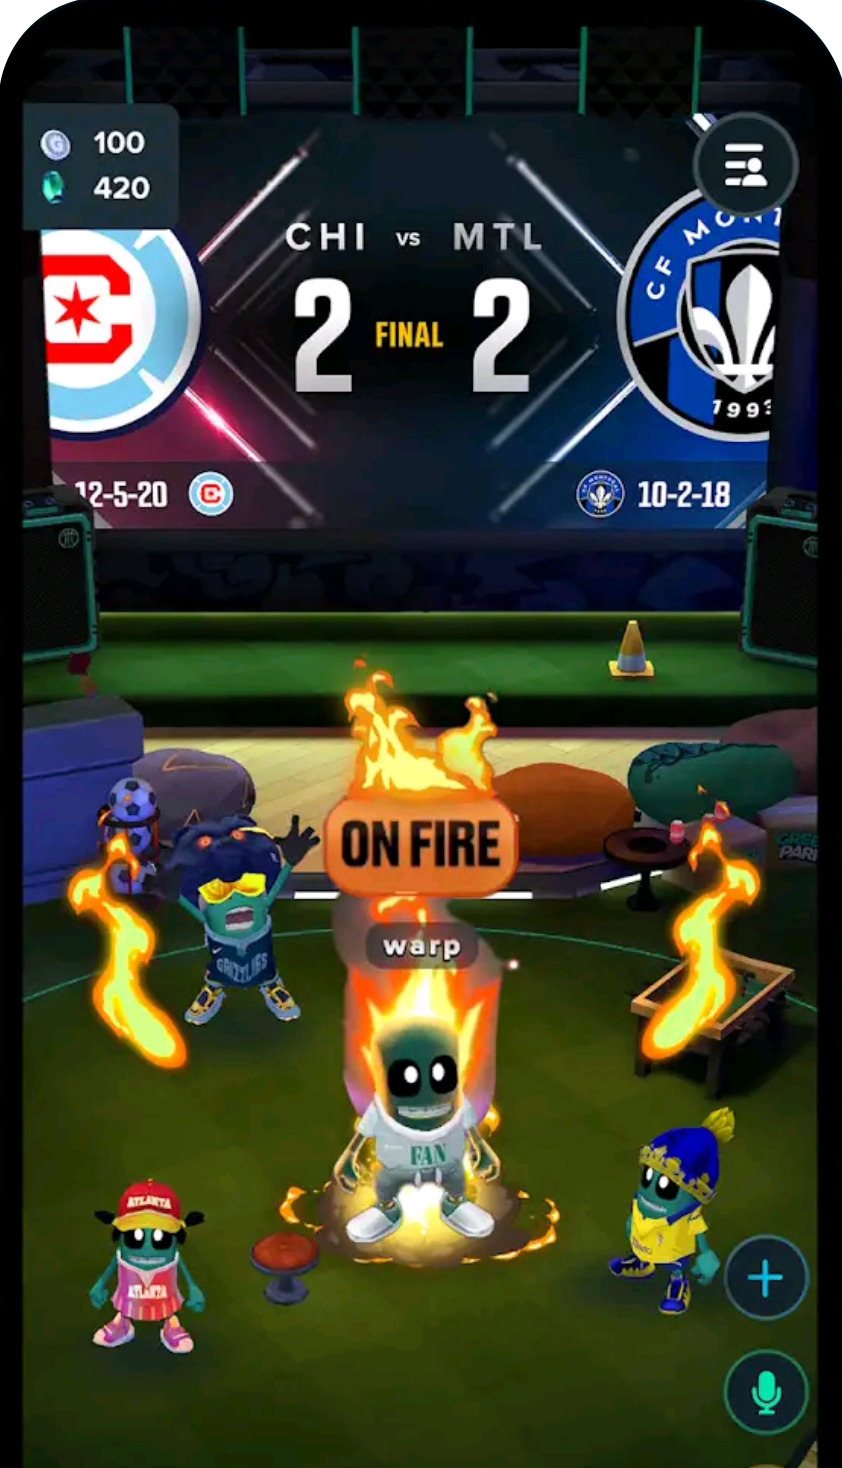 100
420
CHI vs MTL
2 FINAL 2
CF MONT
1993
12-5-20
10-2-18
ON FIRE
warp
GRIZZLIES
FAN
ATLANTA
ATLANTA